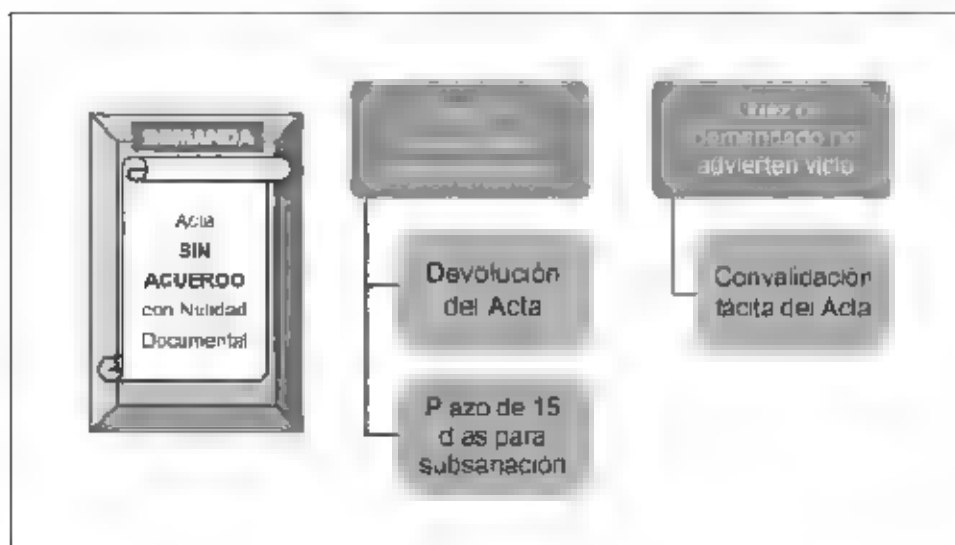 DEMANDA
Acta
SIN
ACUERDO
con Nulidad
Documental
Devolución
del Acta
Plazo de 15
días para
subsanación
demandado no
advierten vicio
Convalidación
tácita del Acta